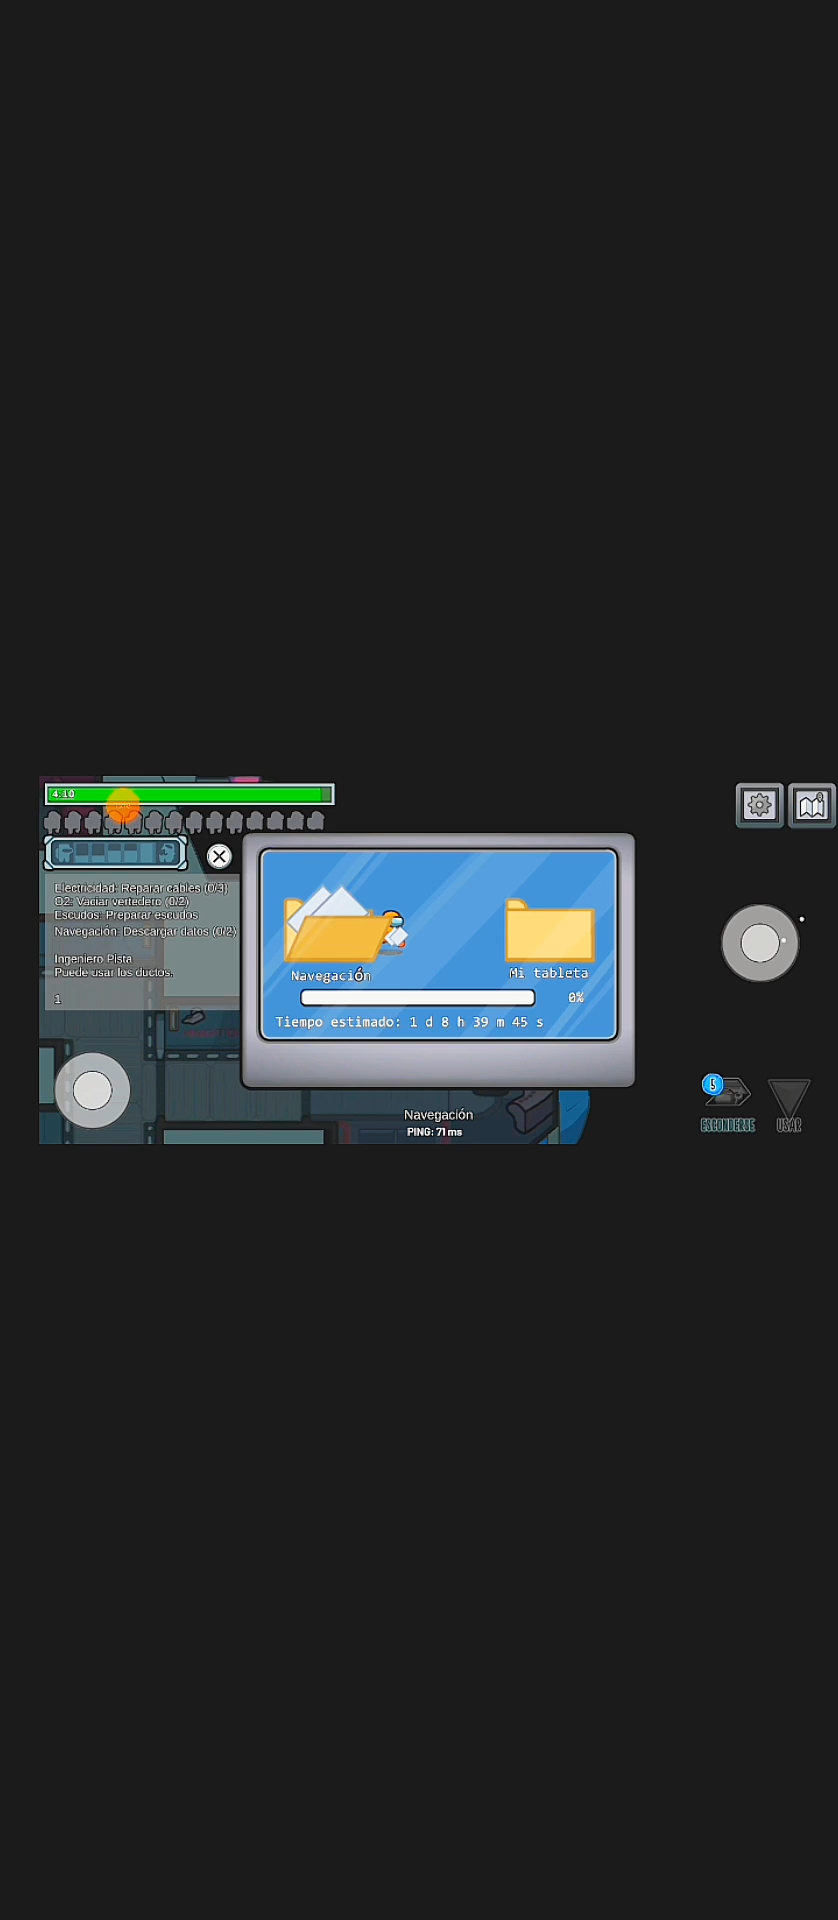 4:10
Electricidad: Reparar cables (0/3)
O2: Vaciar vertedero (0/2)
Escudos: Preparar escudos
Navegación: Descargar datos (0/2)
Ingeniero Pista
Puede usar los ductos.
1
Navegación
Mi tableta
0%
Tiempo estimado: 1 d 8 h 39 m 45 s
5
ESCONDERSE
USAR
Navegación
PING: 71 ms